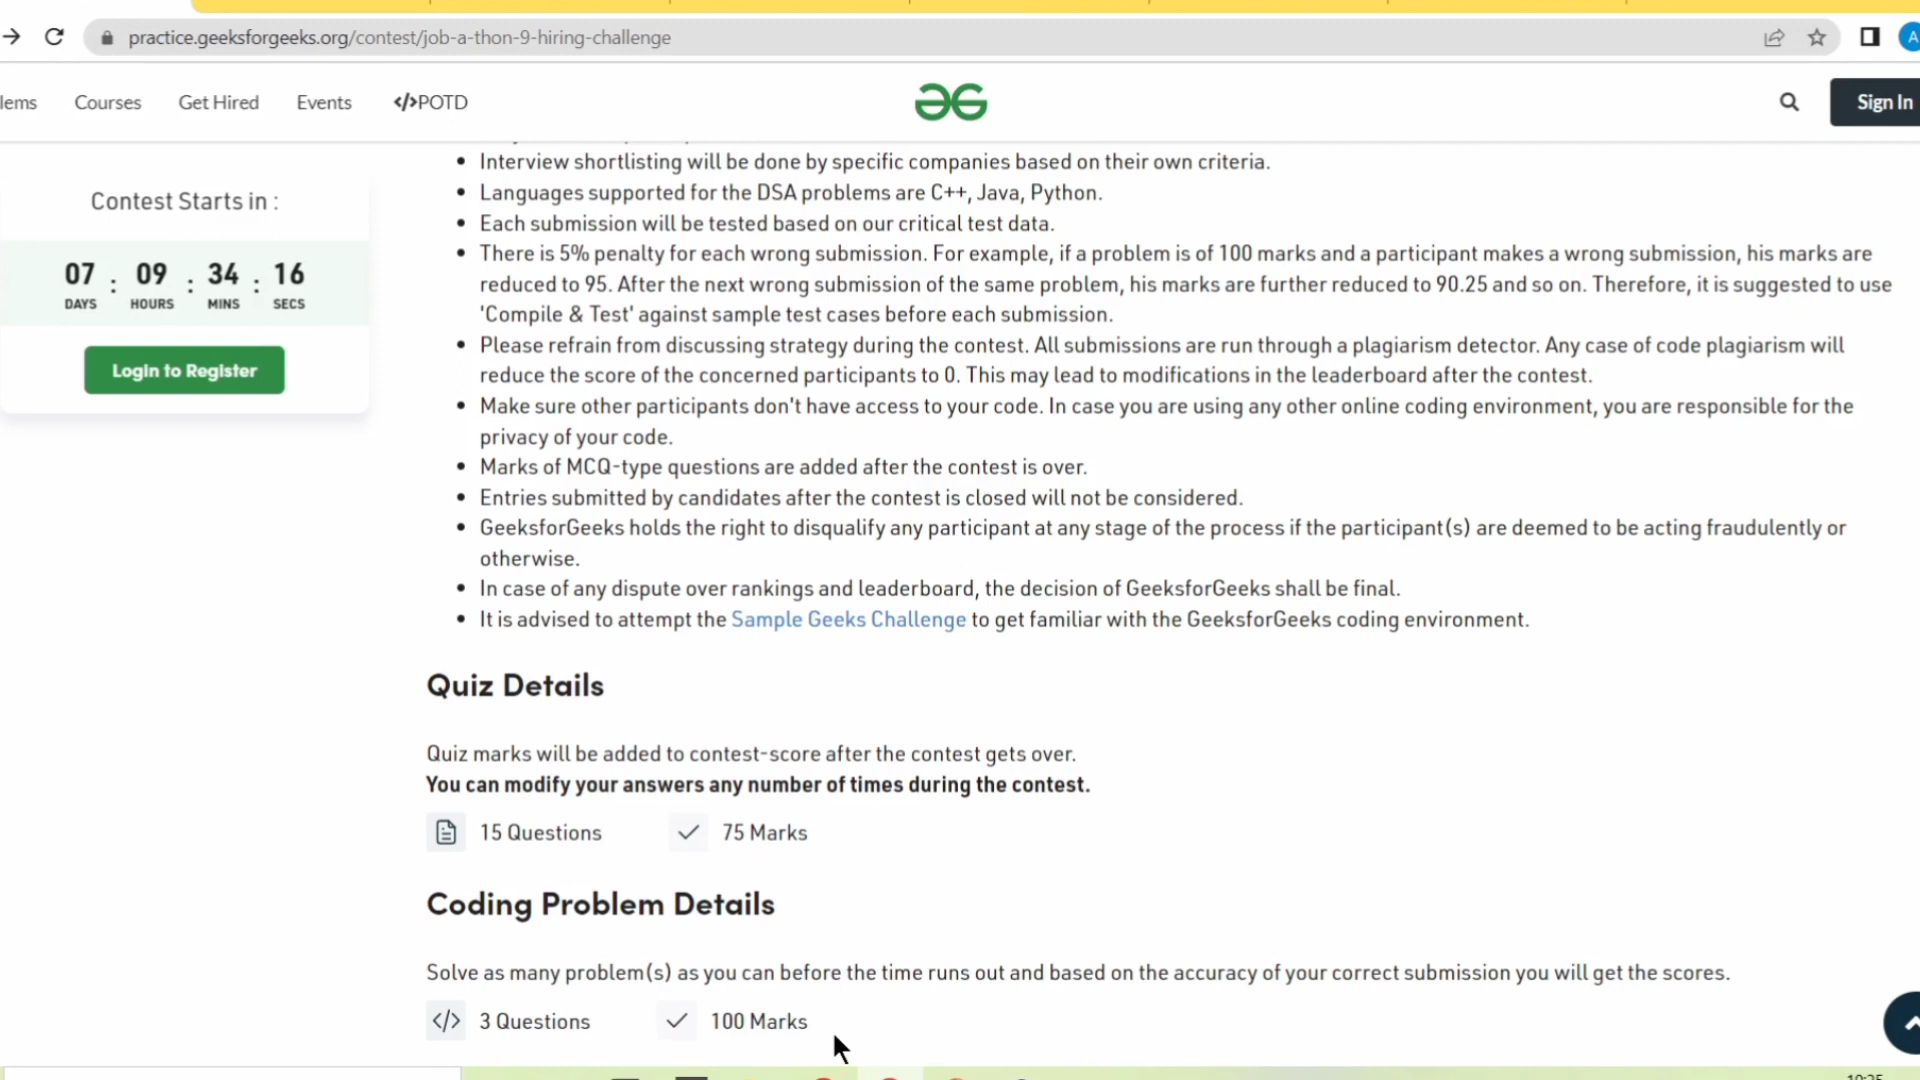 practice.geeksforgeeks.org/contest/job-a-thon-9-hiring-challenge
A
lems
Courses
Get Hired
Events
</>POTD
Sign In
Contest Starts in :
07 : 09 : 34 : 16
DAYS HOURS MINS SECS
Login to Register
Interview shortlisting will be done by specific companies based on their own criteria.
Languages supported for the DSA problems are C++, Java, Python.
Each submission will be tested based on our critical test data.
There is 5% penalty for each wrong submission. For example, if a problem is of 100 marks and a participant makes a wrong submission, his marks are
reduced to 95. After the next wrong submission of the same problem, his marks are further reduced to 90.25 and so on. Therefore, it is suggested to use
'Compile & Test' against sample test cases before each submission.
Please refrain from discussing strategy during the contest. All submissions are run through a plagiarism detector. Any case of code plagiarism will
reduce the score of the concerned participants to 0. This may lead to modifications in the leaderboard after the contest.
Make sure other participants don't have access to your code. In case you are using any other online coding environment, you are responsible for the
privacy of your code.
Marks of MCQ-type questions are added after the contest is over.
Entries submitted by candidates after the contest is closed will not be considered.
GeeksforGeeks holds the right to disqualify any participant at any stage of the process if the participant(s) are deemed to be acting fraudulently or
otherwise.
In case of any dispute over rankings and leaderboard, the decision of GeeksforGeeks shall be final.
It is advised to attempt the Sample Geeks Challenge to get familiar with the GeeksforGeeks coding environment.
Quiz Details
Quiz marks will be added to contest-score after the contest gets over.
You can modify your answers any number of times during the contest.
15 Questions
75 Marks
Coding Problem Details
Solve as many problem(s) as you can before the time runs out and based on the accuracy of your correct submission you will get the scores.
</> 3 Questions
100 Marks